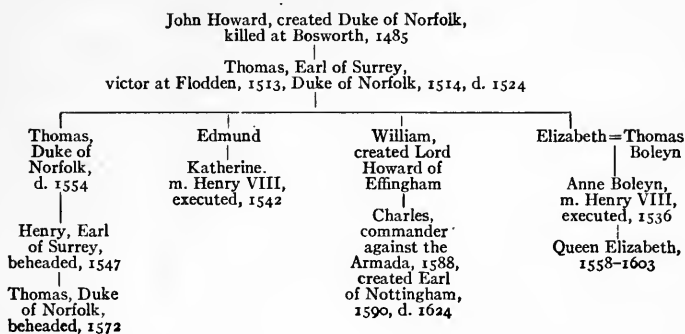 John Howard, created Duke of Norfolk,
killed at Bosworth, 1485
Thomas, Earl of Surrey,
victor at Flodden, 1513, Duke of Norfolk, 1514, d. 1524
Thomas,
Duke of
Norfolk,
d. 1554
Henry, Earl
of Surrey,
beheaded, 1547
Thomas, Duke
of Norfolk,
beheaded, 1572
Edmund
Katherine.
m. Henry VIII,
executed, 1542
William,
created Lord
Howard of
Effingham
Charles,
commander
against the
Armada, 1588,
created Earl
of Nottingham,
1590, d. 1624
Elizabeth=Thomas
Boleyn
Anne Boleyn,
m. Henry VIII,
executed, 1536
Queen Elizabeth,
1558–1603